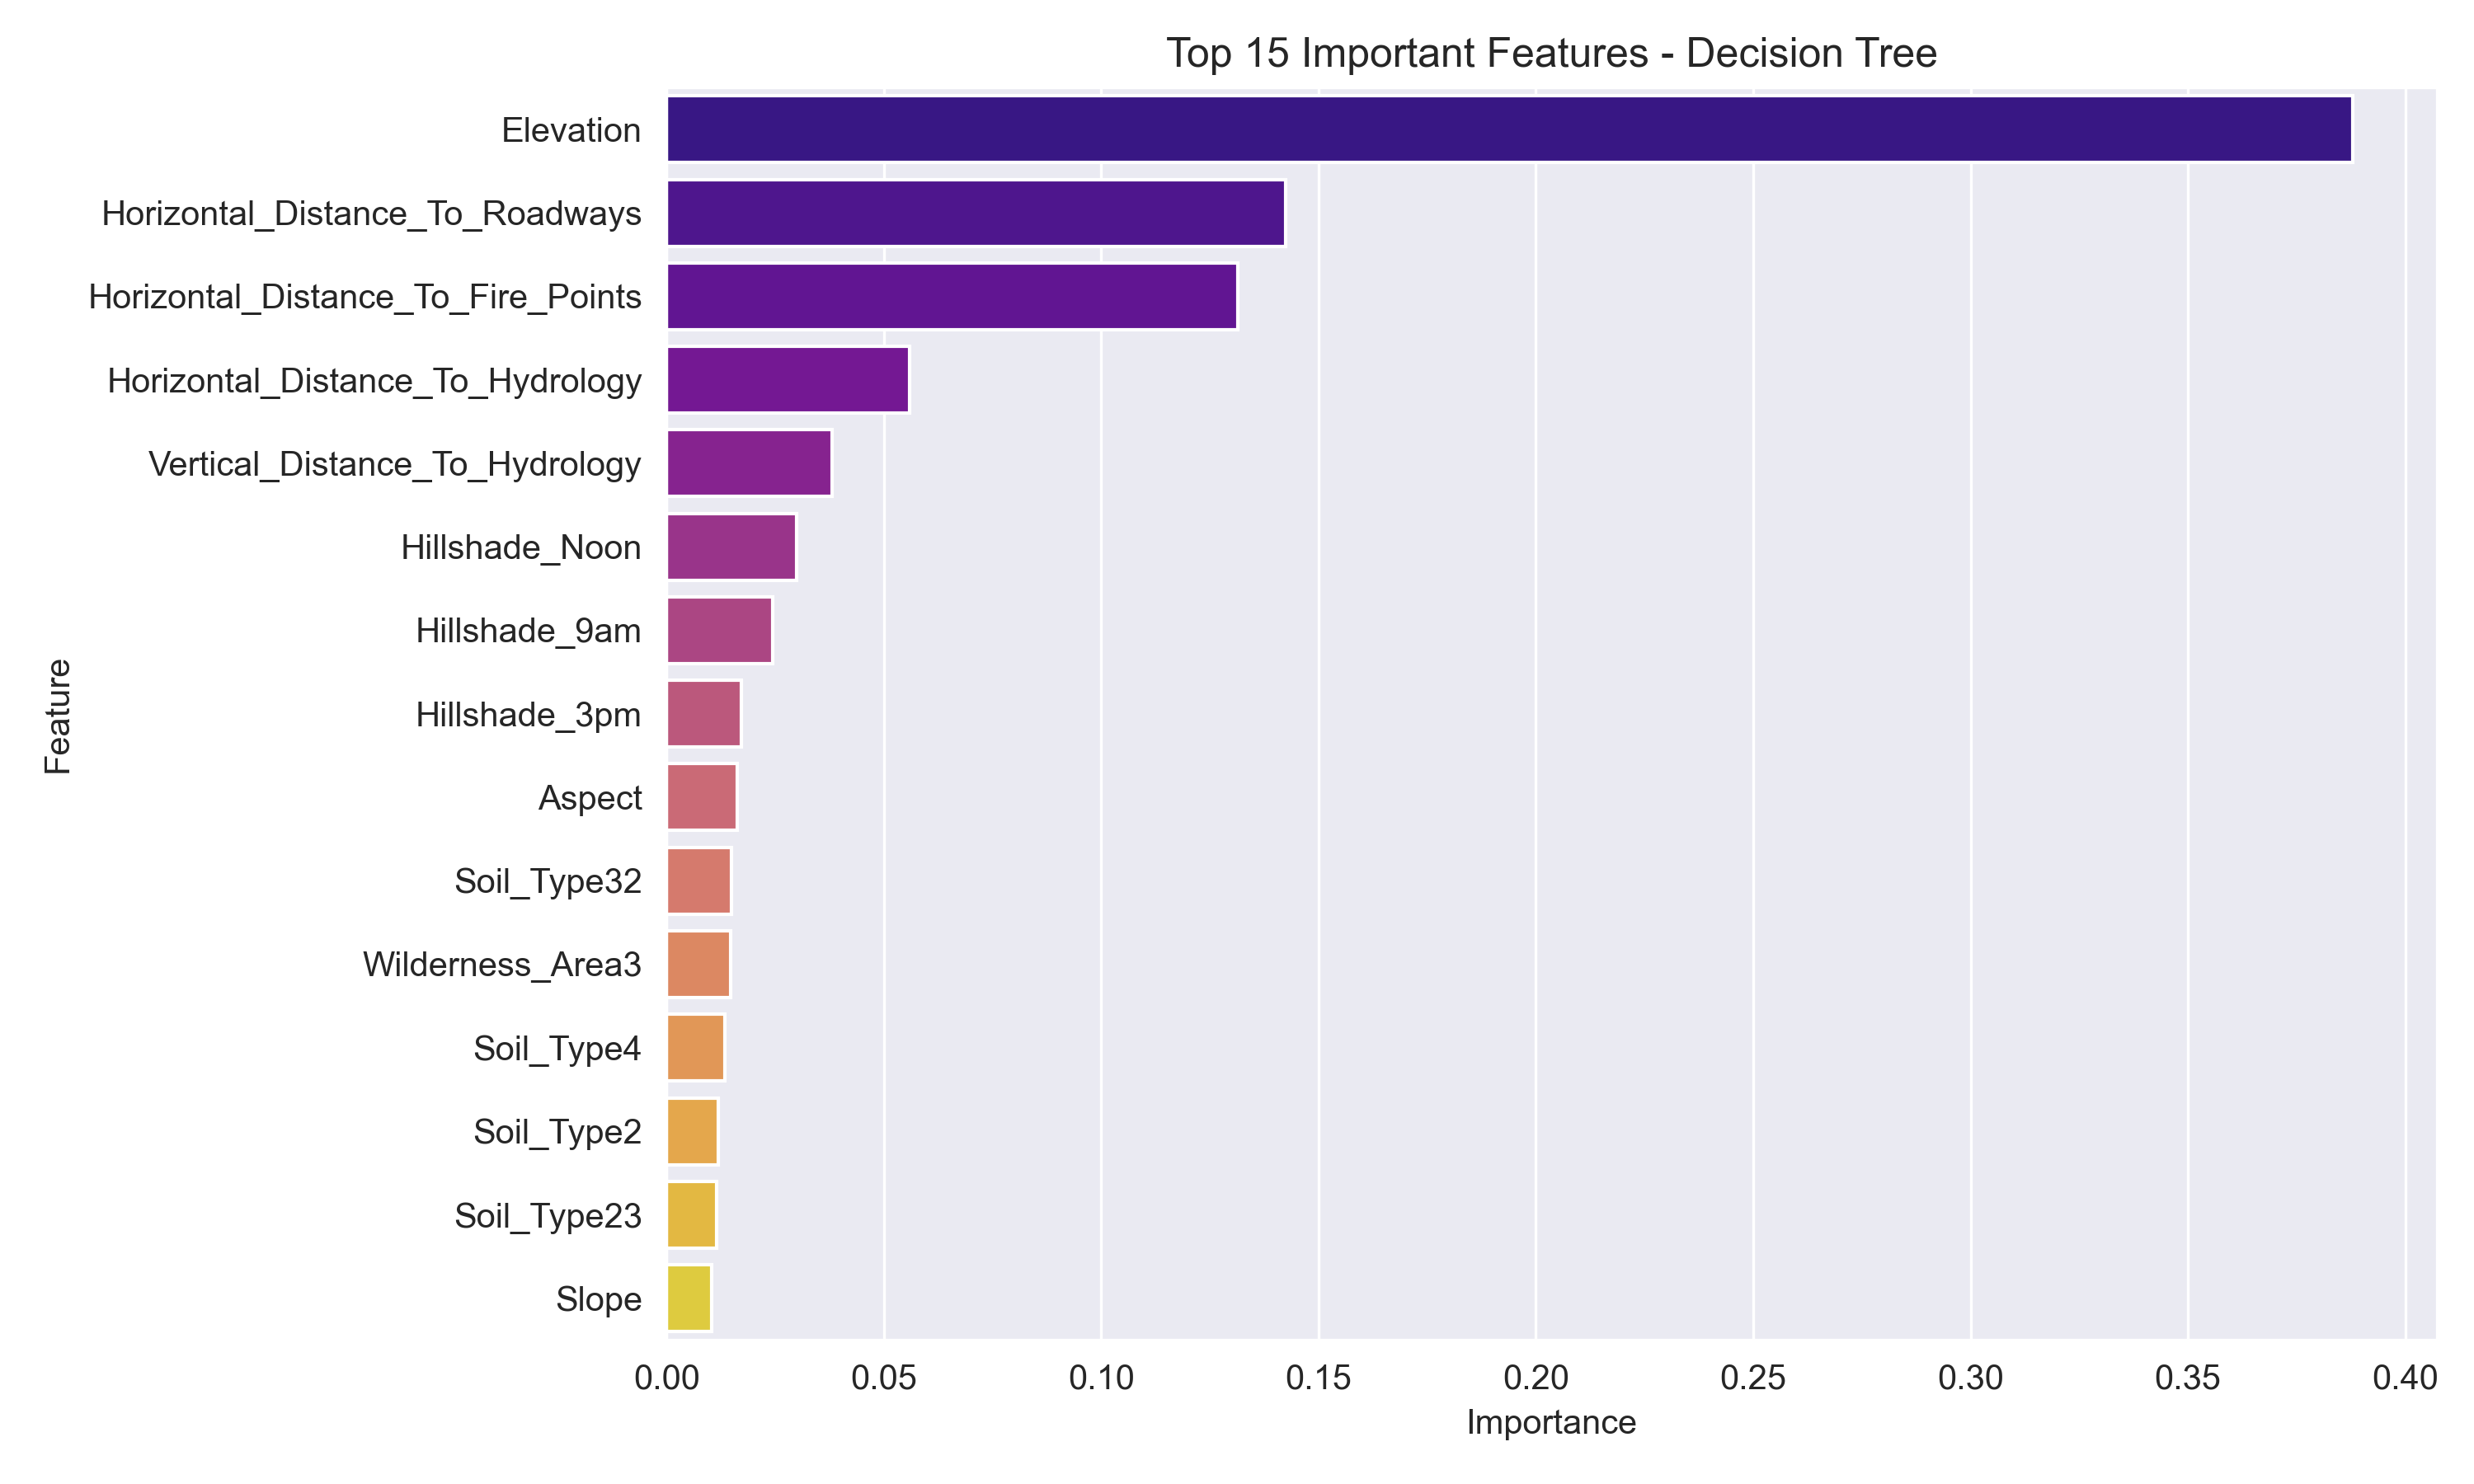 Top 15 Important Features - Decision Tree
Elevation
Horizontal_Distance_To_Roadways
Horizontal_Distance_To_Fire_Points
Horizontal_Distance_To_Hydrology
Vertical_Distance_To_Hydrology
Hillshade_Noon
Hillshade_9am
Hillshade_3pm
Aspect
Soil_Type32
Wilderness_Area3
Soil_Type4
Soil_Type2
Soil_Type23
Slope
Feature
0.00 0.05 0.10 0.15 0.20 0.25 0.30 0.35 0.40
Importance